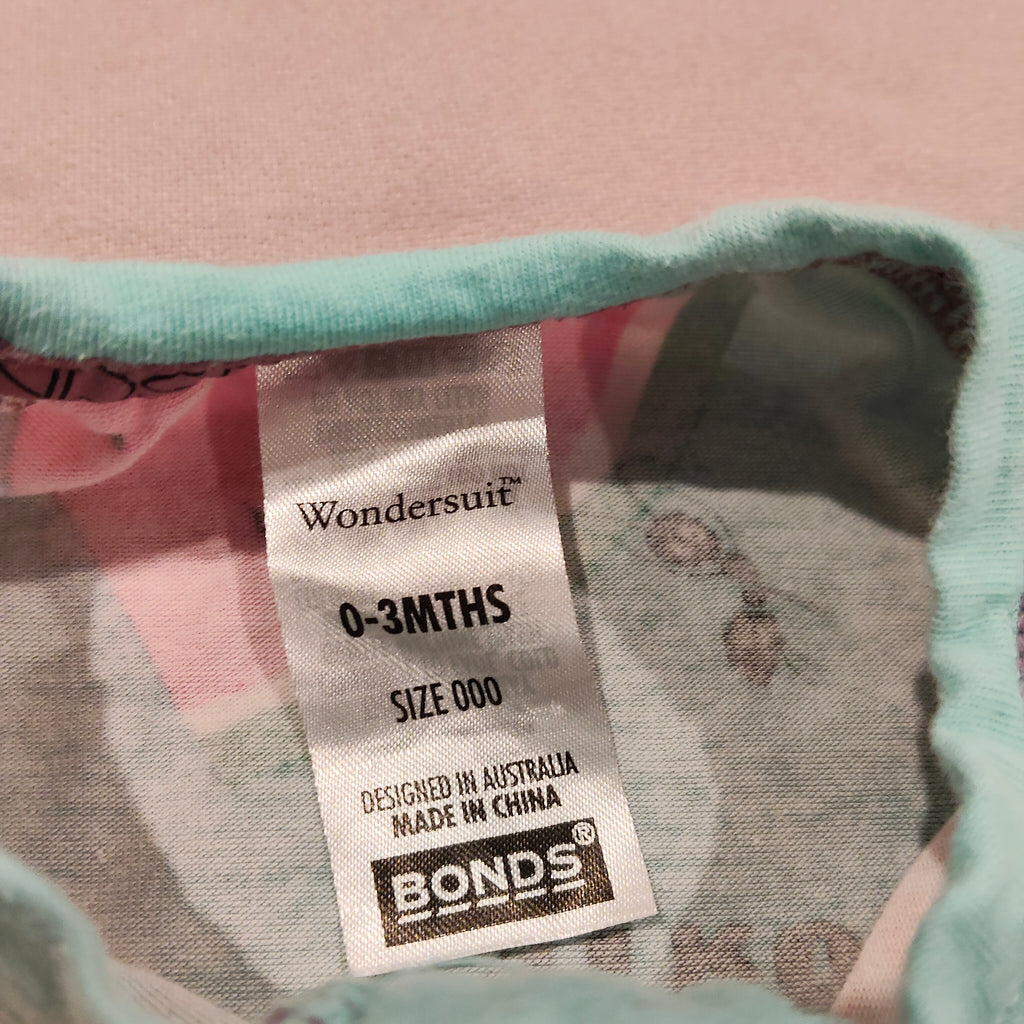 Wondersuit™
0-3MTHS
SIZE 000
DESIGNED IN AUSTRALIA
MADE IN CHINA
BONDS®